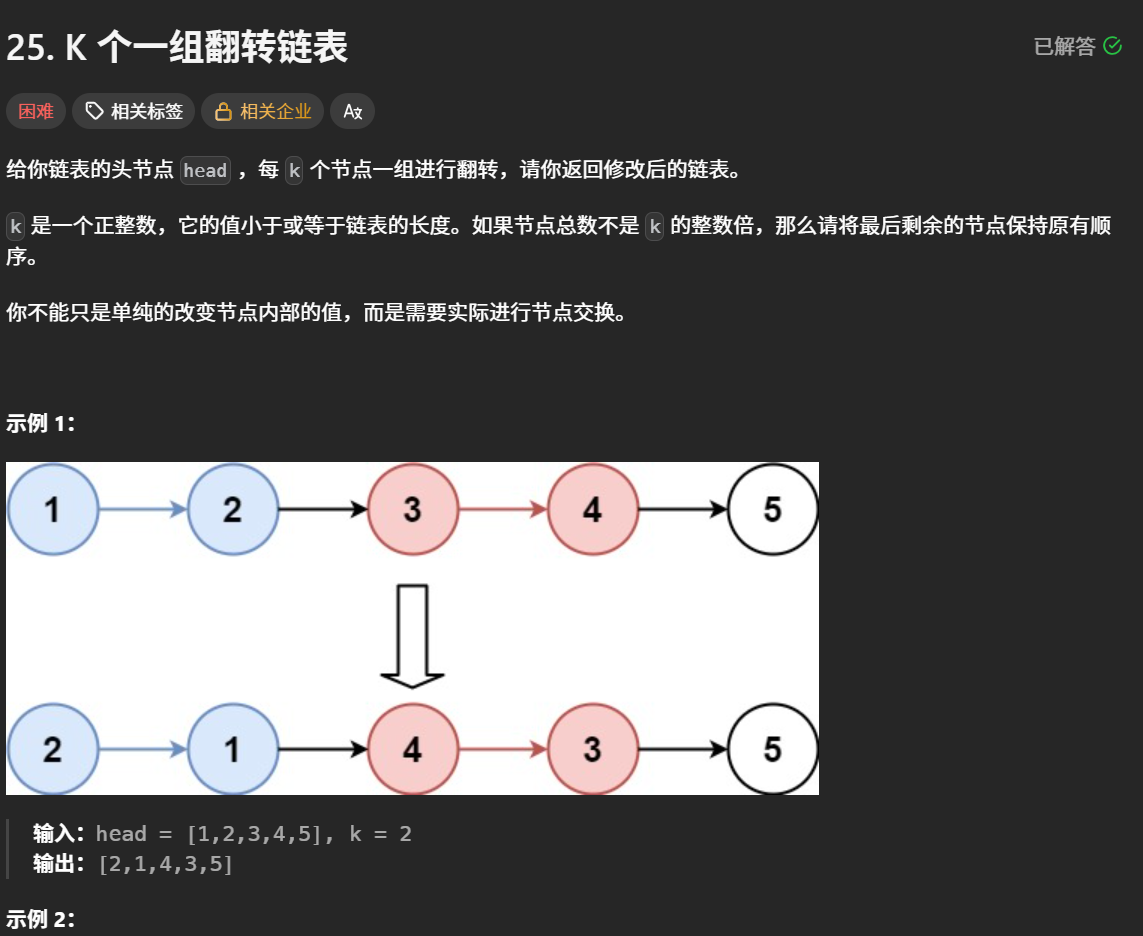 25. K 个一组翻转链表
已解答
困难 相关标签 相关企业 A文
给你链表的头节点 head ，每 k 个节点一组进行翻转，请你返回修改后的链表。
k 是一个正整数，它的值小于或等于链表的长度。如果节点总数不是 k 的整数倍，那么请将最后剩余的节点保持原有顺
序。
你不能只是单纯的改变节点内部的值，而是需要实际进行节点交换。
示例 1：
1 2 3 4 5
2 1 4 3 5
输入：head = [1,2,3,4,5], k = 2
输出：[2,1,4,3,5]
示例 2：